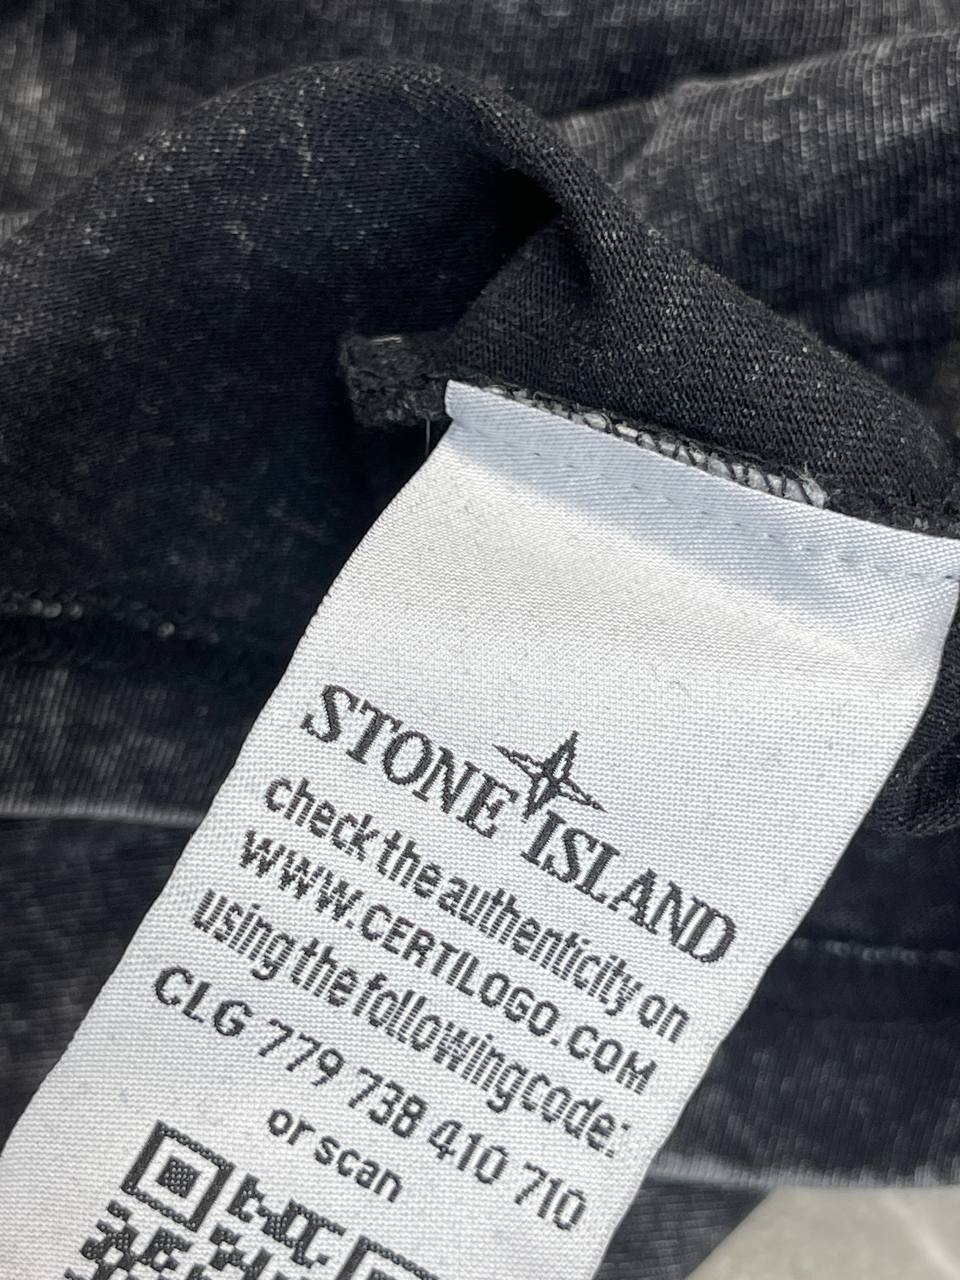 STONE ISLAND
check the authenticity on
WWW.CERTILOGO.COM
using the following code:
CLG 779 738 410 710
or scan